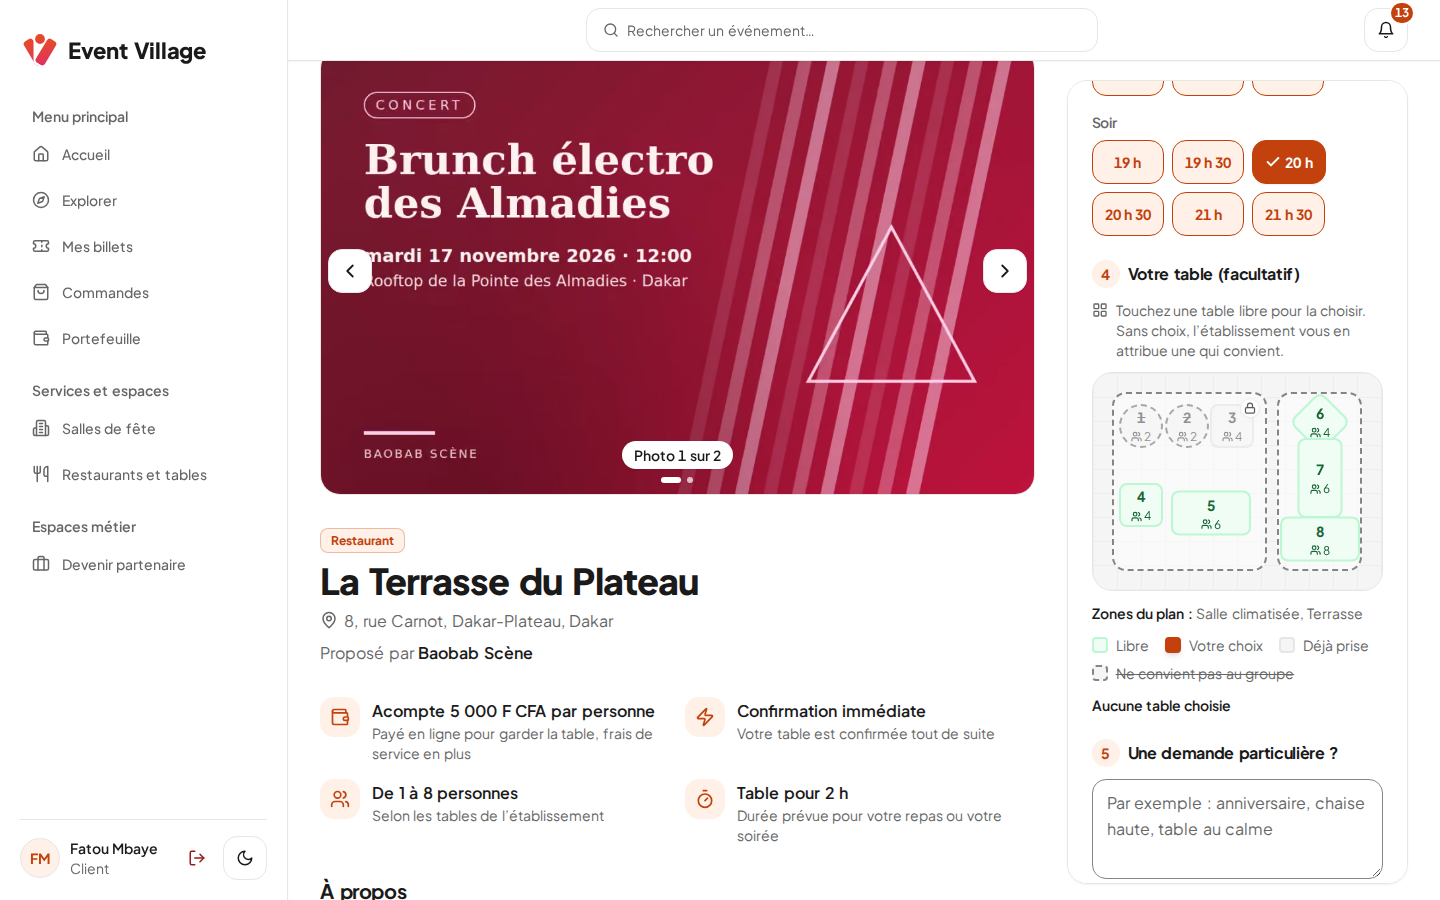 Event Village
Rechercher un événement…
13
Menu principal
Accueil
Explorer
Mes billets
Commandes
Portefeuille
Services et espaces
Salles de fête
Restaurants et tables
Espaces métier
Devenir partenaire
FM
Fatou Mbaye
Client
CONCERT
Brunch électro
des Almadies
mardi 17 novembre 2026 · 12:00
Rooftop de la Pointe des Almadies · Dakar
BAOBAB SCÈNE
Photo 1 sur 2
Restaurant
La Terrasse du Plateau
8, rue Carnot, Dakar-Plateau, Dakar
Proposé par Baobab Scène
Acompte 5 000 F CFA par personne
Payé en ligne pour garder la table, frais de
service en plus
Confirmation immédiate
Votre table est confirmée tout de suite
De 1 à 8 personnes
Selon les tables de l’établissement
Table pour 2 h
Durée prévue pour votre repas ou votre
soirée
À propos
Soir
19 h
19 h 30
20 h
20 h 30
21 h
21 h 30
4 Votre table (facultatif)
Touchez une table libre pour la choisir.
Sans choix, l’établissement vous en
attribue une qui convient.
1
2
2
2
3
4
4
4
5
6
6
4
7
6
8
8
Zones du plan : Salle climatisée, Terrasse
Libre
Votre choix
Déjà prise
Ne convient pas au groupe
Aucune table choisie
5 Une demande particulière ?
Par exemple : anniversaire, chaise
haute, table au calme